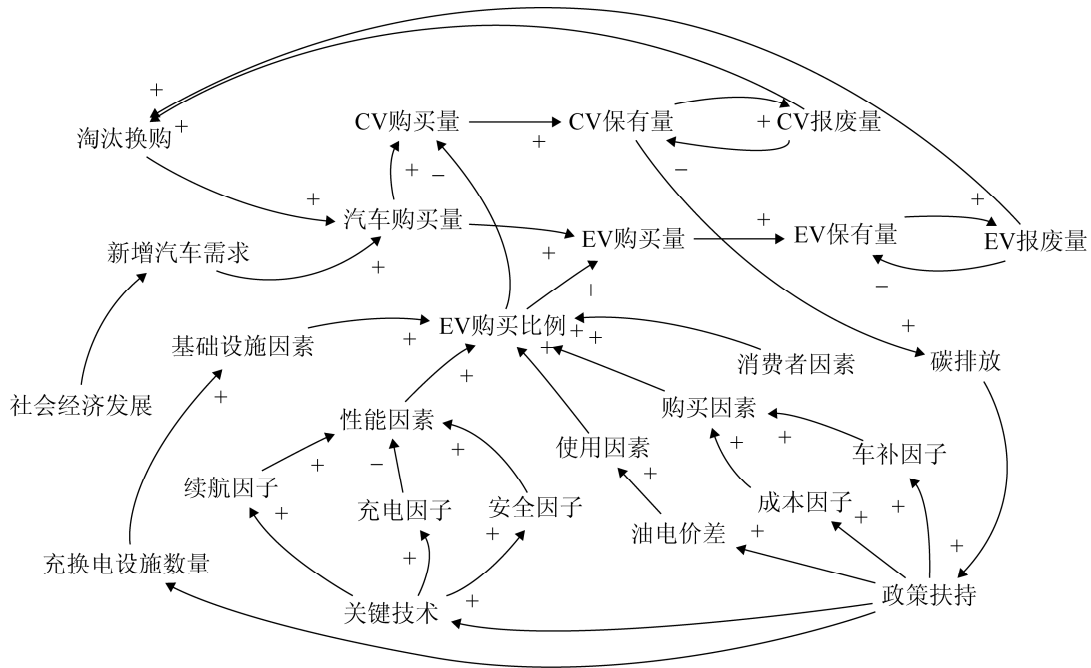 +
淘汰换购
+
CV购买量
+
CV保有量
+
CV报废量
+
−
−
+
汽车购买量
+
EV购买量
+
EV保有量
+
EV报废量
−
新增汽车需求
+
+
EV购买比例
+
+
+
基础设施因素
+
消费者因素
+
碳排放
社会经济发展
+
+
性能因素
购买因素
+
−
+
使用因素
+
+
车补因子
续航因子
+
充电因子
安全因子
+
成本因子
+
+
+
+
油电价差
+
+
充换电设施数量
+
关键技术
+
政策扶持